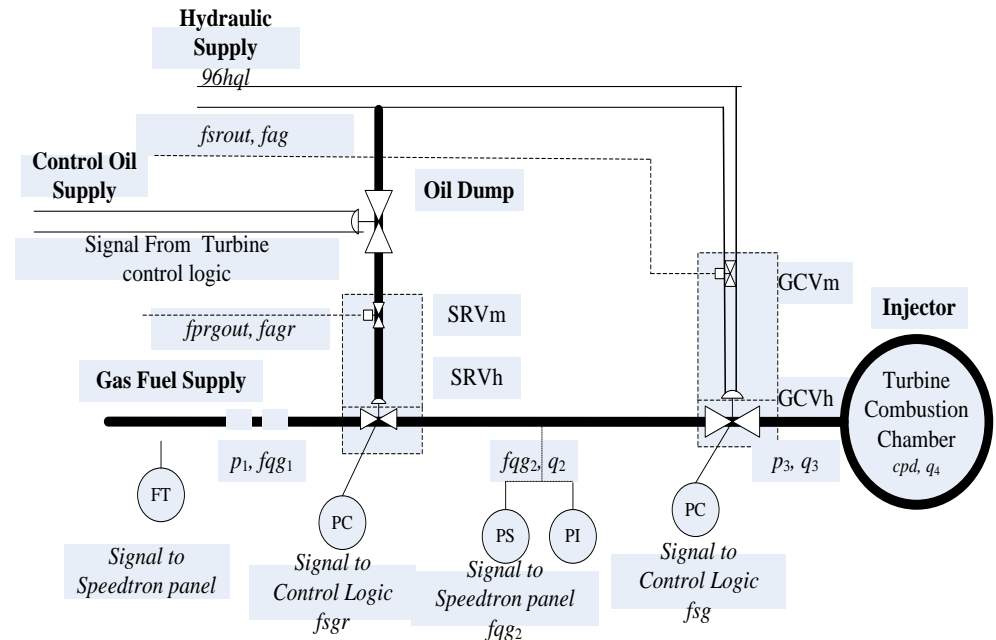 Hydraulic
Supply
96hql
fsrout, fag
Control Oil
Supply
Oil Dump
Signal From Turbine
control logic
GCVm
SRVm
fprgout, fagr
Injector
SRVh
Gas Fuel Supply
GCVh
Turbine
Combustion
Chamber
cpd, q4
p1, fqg1
fqg2, q2
p3, q3
FT
PC
PS
PI
PC
Signal to
Speedtron panel
Signal to
Control Logic
fsgr
Signal to
Speedtron panel
fqg2
Signal to
Control Logic
fsg